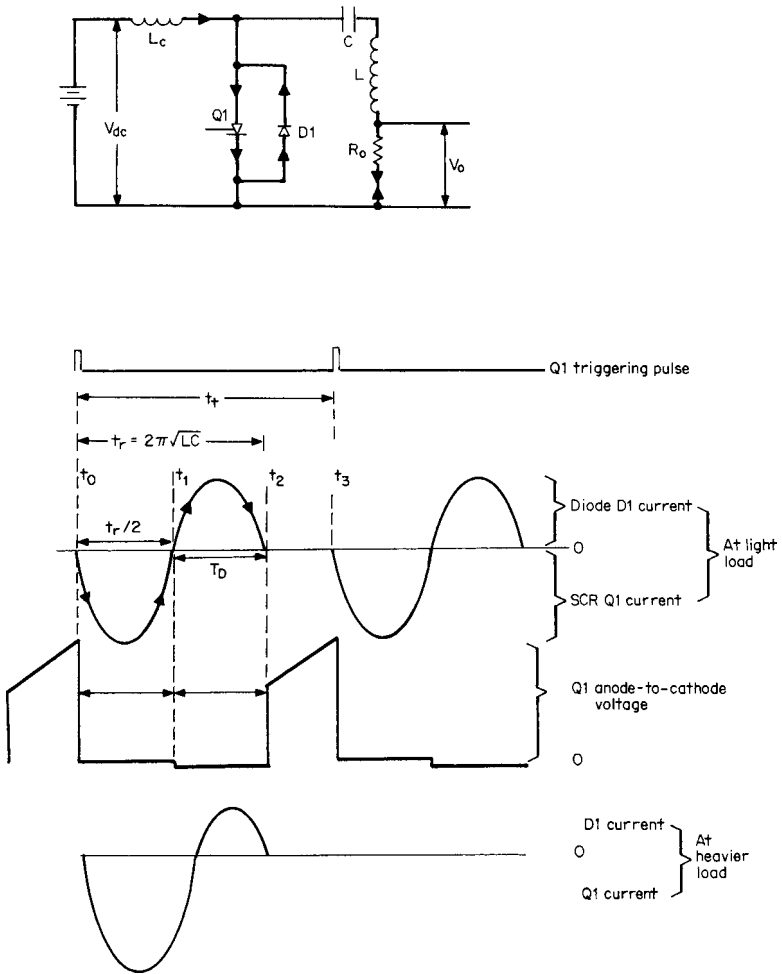 Lc
C
L
Q1
D1
Vdc
Ro
Vo
Q1 triggering pulse
tt
tr = 2π√LC
t0
t1
t2
t3
tr/2
TD
Diode D1 current
O
SCR Q1 current
At light
load
Q1 anode-to-cathode
voltage
O
D1 current
O
Q1 current
At
heavier
load